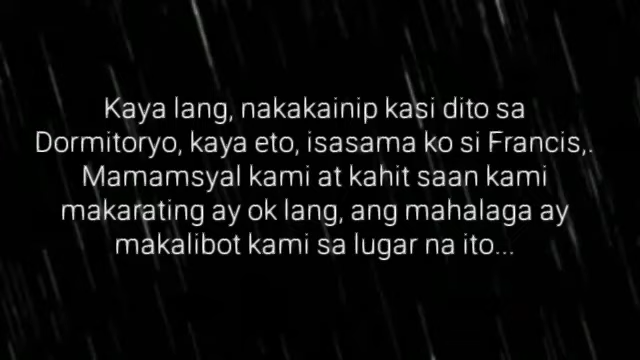 Kaya lang, nakakainip kasi dito sa
Dormitoryo, kaya eto, isasama ko si Francis,.
Mamamsyal kami at kahit saan kami
makarating ay ok lang, ang mahalaga ay
makalibot kami sa lugar na ito...